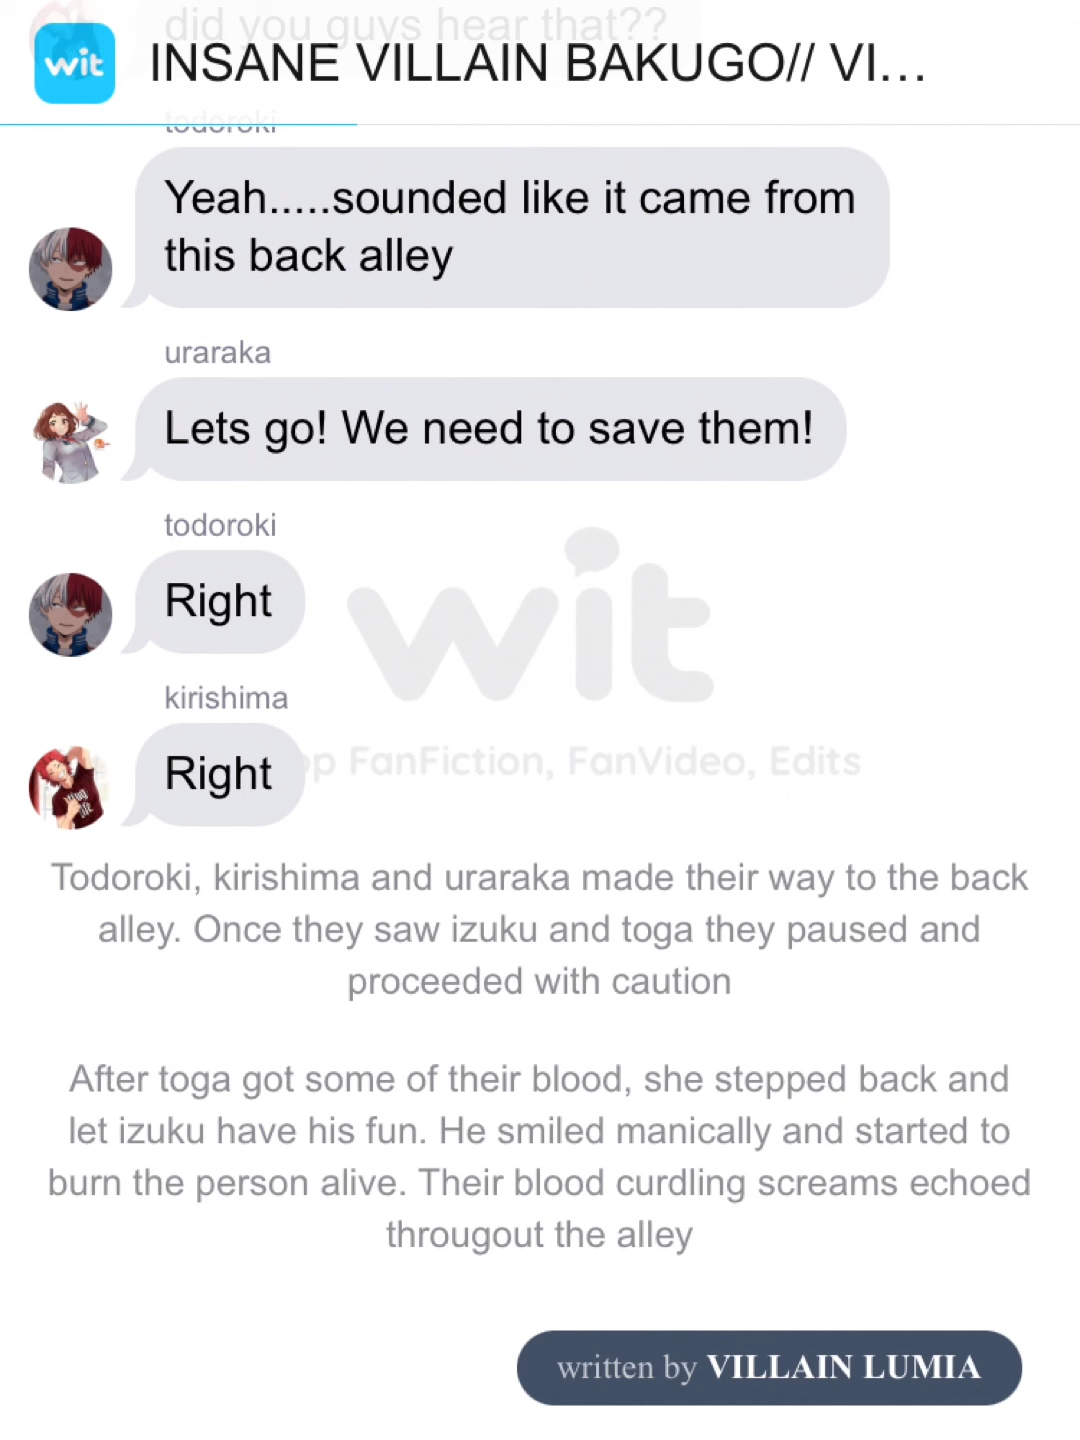 did you guys hear that??
wit
INSANE VILLAIN BAKUGO// VI...
todoroki
Yeah.....sounded like it came from
this back alley
uraraka
Lets go! We need to save them!
todoroki
Right
wit
kirishima
Right
p FanFiction, FanVideo, Edits
Todoroki, kirishima and uraraka made their way to the back
alley. Once they saw izuku and toga they paused and
proceeded with caution
After toga got some of their blood, she stepped back and
let izuku have his fun. He smiled manically and started to
burn the person alive. Their blood curdling screams echoed
througout the alley
written by VILLAIN LUMIA